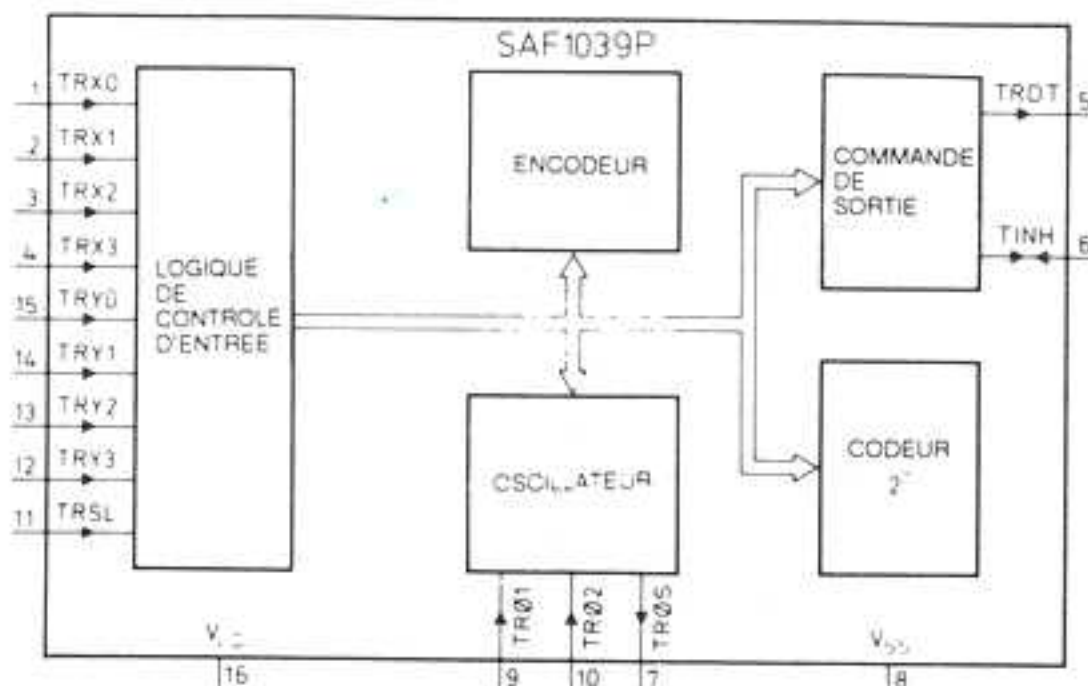 SAF1039P
1 TRX0
2 TRX1
3 TRX2
4 TRX3
15 TRY0
14 TRY1
13 TRY2
12 TRY3
11 TRSL
LOGIQUE
DE
CONTROLE
D'ENTREE
ENCODEUR
OSCILLATEUR
COMMANDE
DE
SORTIE
CODEUR
TRDT 5
TINH 6
TRØ1
TRØ2
TRØS
VSS
16
9
10
7
8